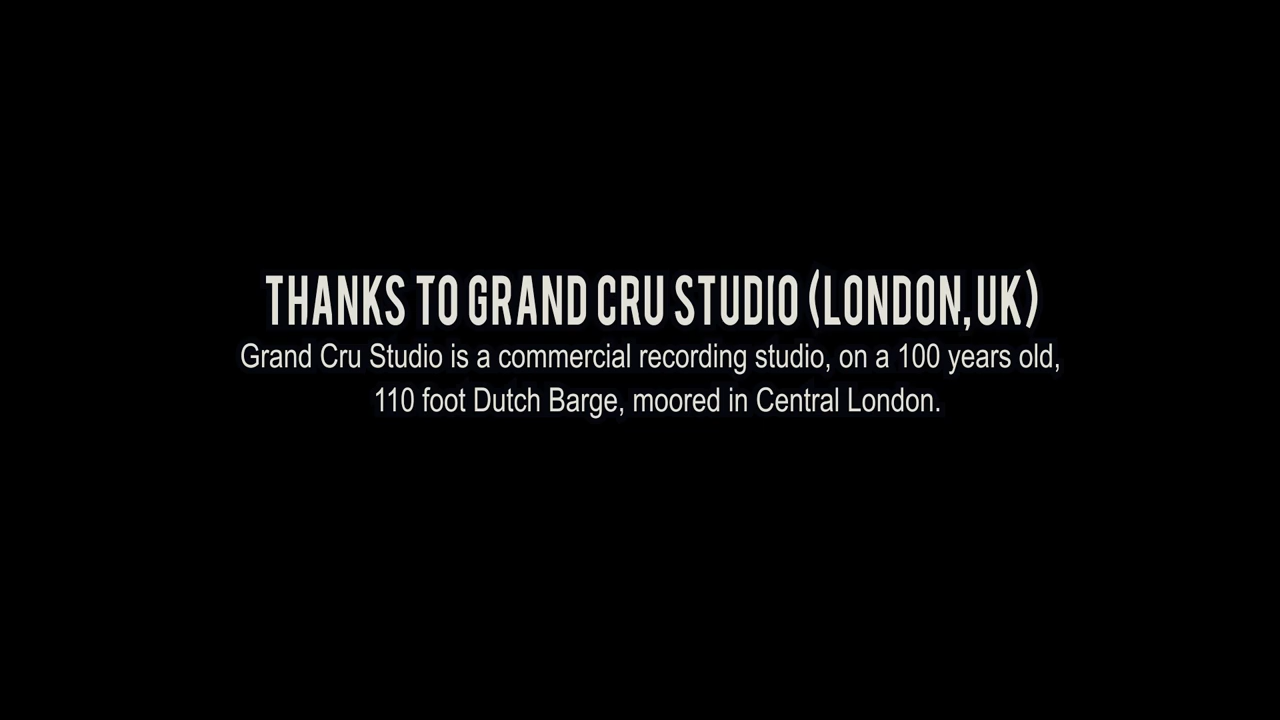 THANKS TO GRAND CRU STUDIO (LONDON, UK)
Grand Cru Studio is a commercial recording studio, on a 100 years old,
110 foot Dutch Barge, moored in Central London.